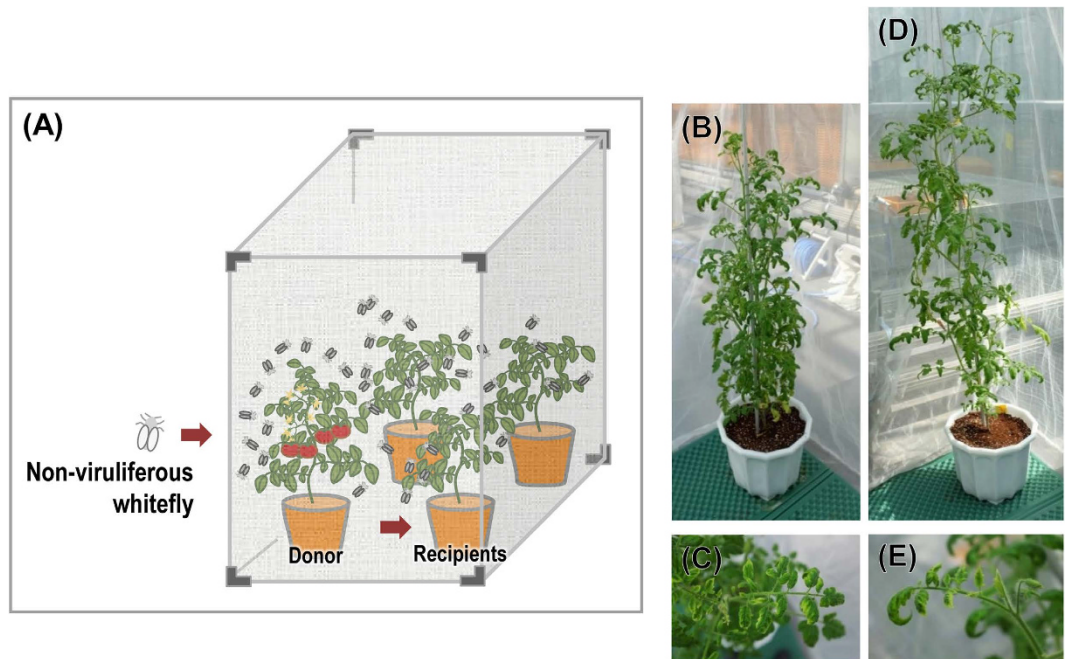 (A)
Non-viruliferous
whitefly
Donor
Recipients
(B)
(C)
(D)
(E)